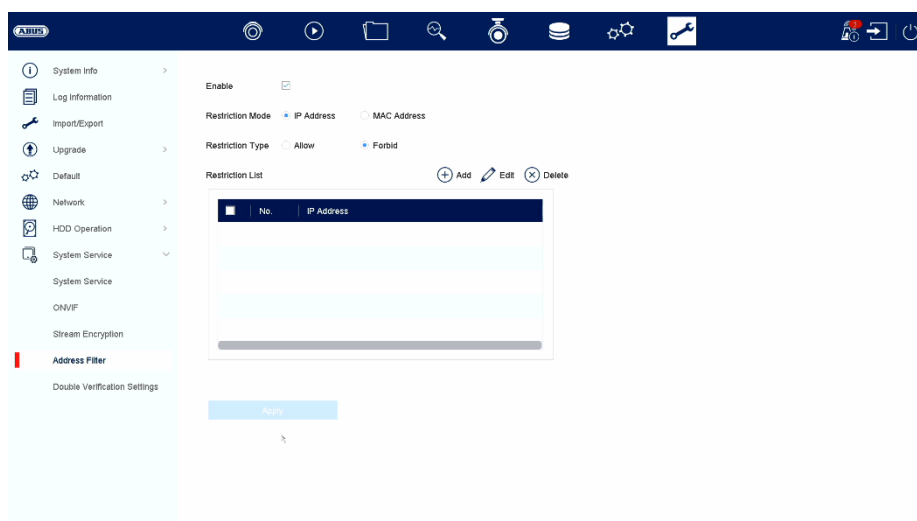 ABUS
3
System Info
Log Information
Import/Export
Upgrade
Default
Network
HDD Operation
System Service
System Service
ONVIF
Stream Encryption
Address Filter
Double Verification Settings
Enable
Restriction Mode IP Address MAC Address
Restriction Type Allow Forbid
Restriction List Add Edit Delete
No. IP Address
Apply